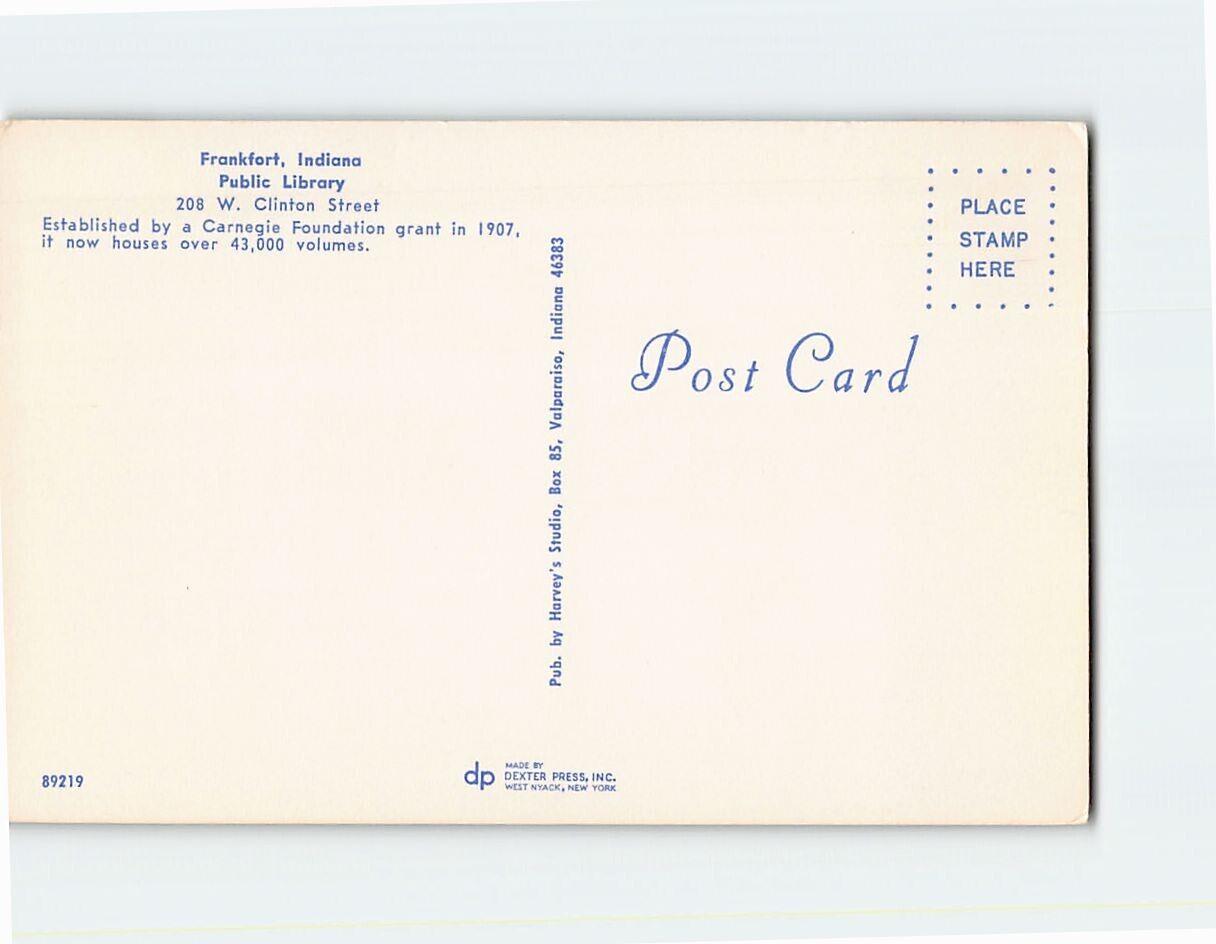 Frankfort, Indiana
Public Library
208 W. Clinton Street
Established by a Carnegie Foundation grant in 1907,
it now houses over 43,000 volumes.
Pub. by Harvey's Studio, Box 85, Valparaiso, Indiana 46383
PLACE
STAMP
HERE
Post Card
89219
dp
MADE BY
DEXTER PRESS, INC.
WEST NYACK, NEW YORK